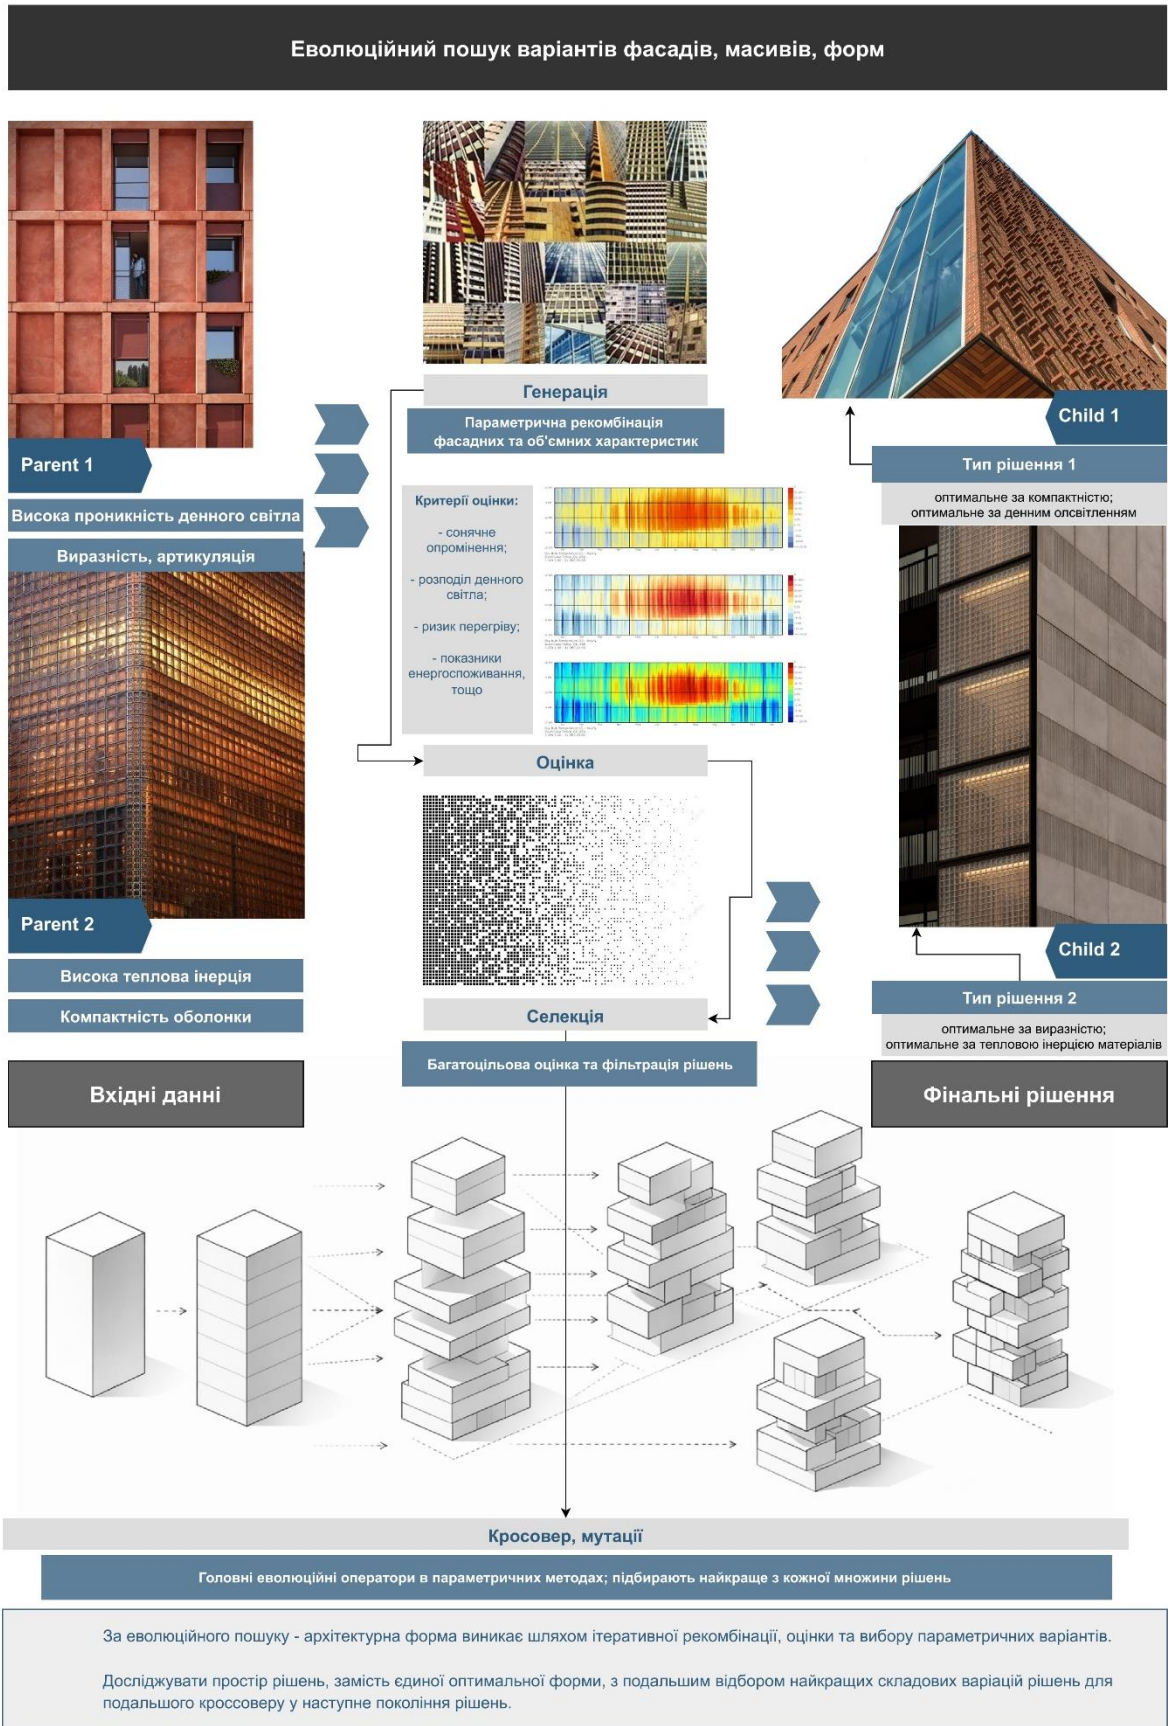 Еволюційний пошук варіантів фасадів, масивів, форм
Parent 1
Висока проникність денного світла
Виразність, артикуляція
Parent 2
Висока теплова інерція
Компактність оболонки
Вхідні данні
Генерація
Параметрична рекомбінація
фасадних та об'ємних характеристик
Критерії оцінки:
- сонячне
опромінення;
- розподіл денного
світла;
- ризик перегріву;
- показники
енергоспоживання,
тощо
Оцінка
Селекція
Багатоцільова оцінка та фільтрація рішень
Child 1
Тип рішення 1
оптимальне за компактністю;
оптимальне за денним олсвітленням
Child 2
Тип рішення 2
оптимальне за виразністю;
оптимальне за тепловою інерцією матеріалів
Фінальні рішення
Кросовер, мутації
Головні еволюційні оператори в параметричних методах; підбирають найкраще з кожної множини рішень
За еволюційного пошуку - архітектурна форма виникає шляхом ітеративної рекомбінації, оцінки та вибору параметричних варіантів.
Досліджувати простір рішень, замість єдиної оптимальної форми, з подальшим відбором найкращих складових варіацій рішень для
подальшого кроссоверу у наступне покоління рішень.